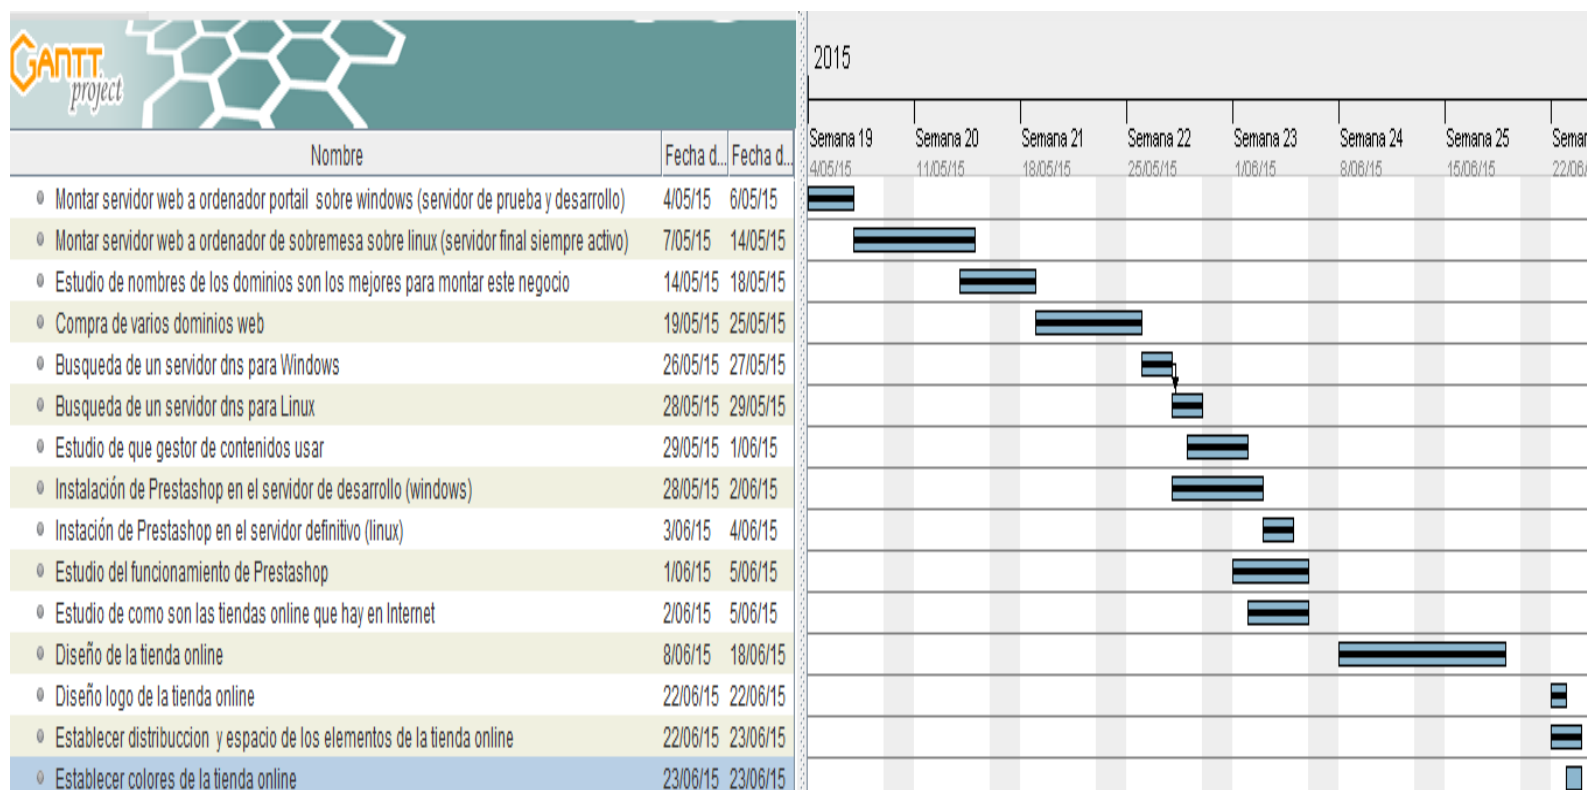 GANTT
project
2015
Nombre Fecha d... Fecha d...
Semana 19 Semana 20 Semana 21 Semana 22 Semana 23 Semana 24 Semana 25 Seman
4/05/15 11/05/15 18/05/15 25/05/15 1/06/15 8/06/15 15/06/15 22/06/
Montar servidor web a ordenador portail sobre windows (servidor de prueba y desarrollo) 4/05/15 6/05/15
Montar servidor web a ordenador de sobremesa sobre linux (servidor final siempre activo) 7/05/15 14/05/15
Estudio de nombres de los dominios son los mejores para montar este negocio 14/05/15 18/05/15
Compra de varios dominios web 19/05/15 25/05/15
Busqueda de un servidor dns para Windows 26/05/15 27/05/15
Busqueda de un servidor dns para Linux 28/05/15 29/05/15
Estudio de que gestor de contenidos usar 29/05/15 1/06/15
Instalación de Prestashop en el servidor de desarrollo (windows) 28/05/15 2/06/15
Instación de Prestashop en el servidor definitivo (linux) 3/06/15 4/06/15
Estudio del funcionamiento de Prestashop 1/06/15 5/06/15
Estudio de como son las tiendas online que hay en Internet 2/06/15 5/06/15
Diseño de la tienda online 8/06/15 18/06/15
Diseño logo de la tienda online 22/06/15 22/06/15
Establecer distribuccion y espacio de los elementos de la tienda online 22/06/15 23/06/15
Establecer colores de la tienda online 23/06/15 23/06/15